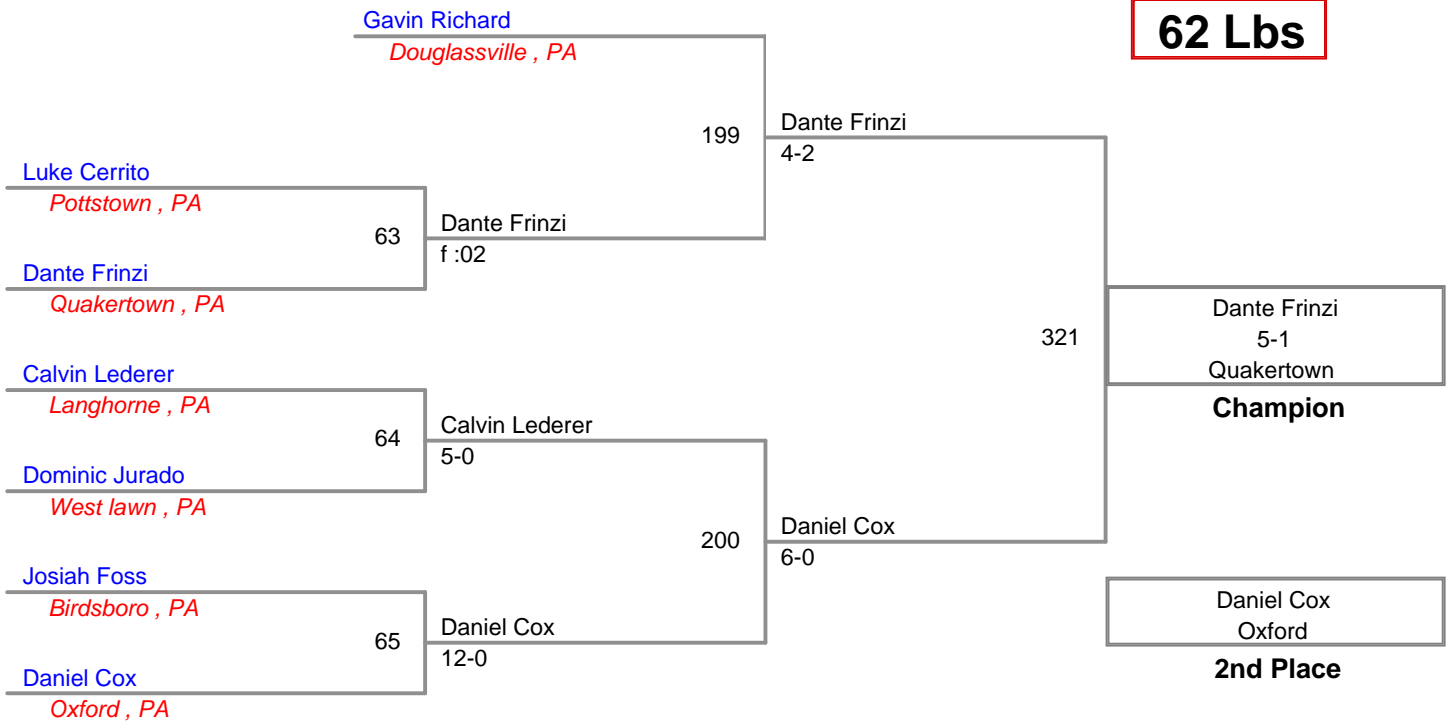 Gavin Richard
Douglassville , PA
62 Lbs
199
Dante Frinzi
4-2
Luke Cerrito
Pottstown , PA
63
Dante Frinzi
f :02
Dante Frinzi
Quakertown , PA
321
Dante Frinzi
5-1
Quakertown
Champion
Calvin Lederer
Langhorne , PA
64
Calvin Lederer
5-0
Dominic Jurado
West lawn , PA
200
Daniel Cox
6-0
Josiah Foss
Birdsboro , PA
65
Daniel Cox
12-0
Daniel Cox
Oxford , PA
Daniel Cox
Oxford
2nd Place